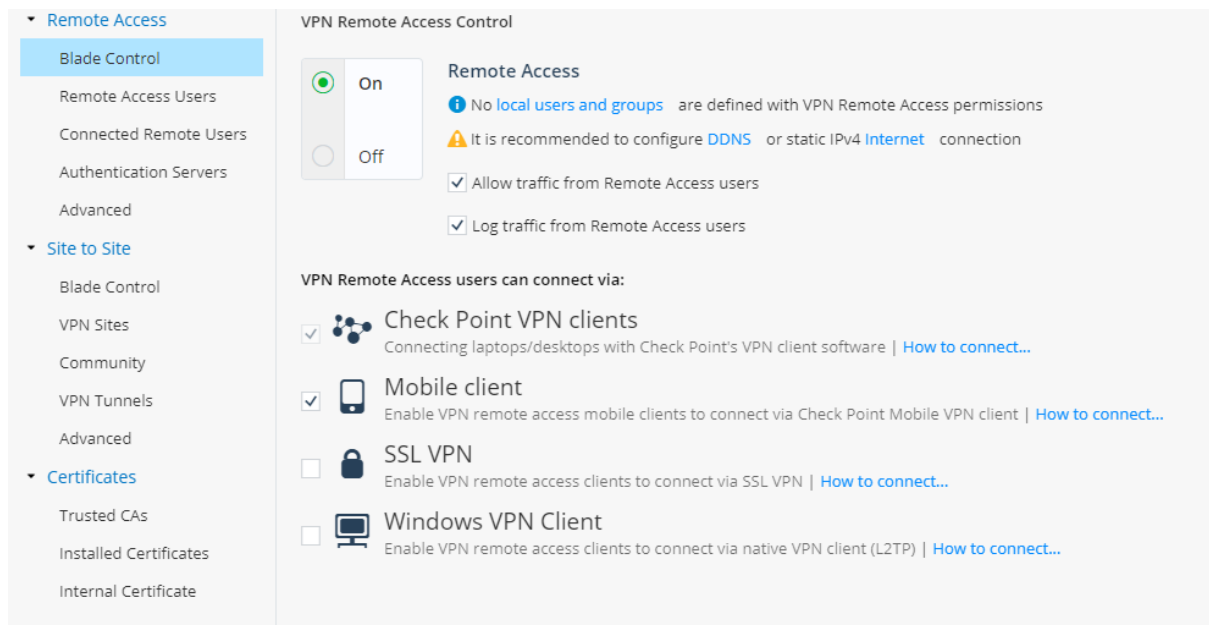 Remote Access
Blade Control
Remote Access Users
Connected Remote Users
Authentication Servers
Advanced
Site to Site
Blade Control
VPN Sites
Community
VPN Tunnels
Advanced
Certificates
Trusted CAs
Installed Certificates
Internal Certificate
VPN Remote Access Control
On
Off
Remote Access
No local users and groups are defined with VPN Remote Access permissions
It is recommended to configure DDNS or static IPv4 Internet connection
Allow traffic from Remote Access users
Log traffic from Remote Access users
VPN Remote Access users can connect via:
Check Point VPN clients
Connecting laptops/desktops with Check Point's VPN client software | How to connect...
Mobile client
Enable VPN remote access mobile clients to connect via Check Point Mobile VPN client | How to connect...
SSL VPN
Enable VPN remote access clients to connect via SSL VPN | How to connect...
Windows VPN Client
Enable VPN remote access clients to connect via native VPN client (L2TP) | How to connect...